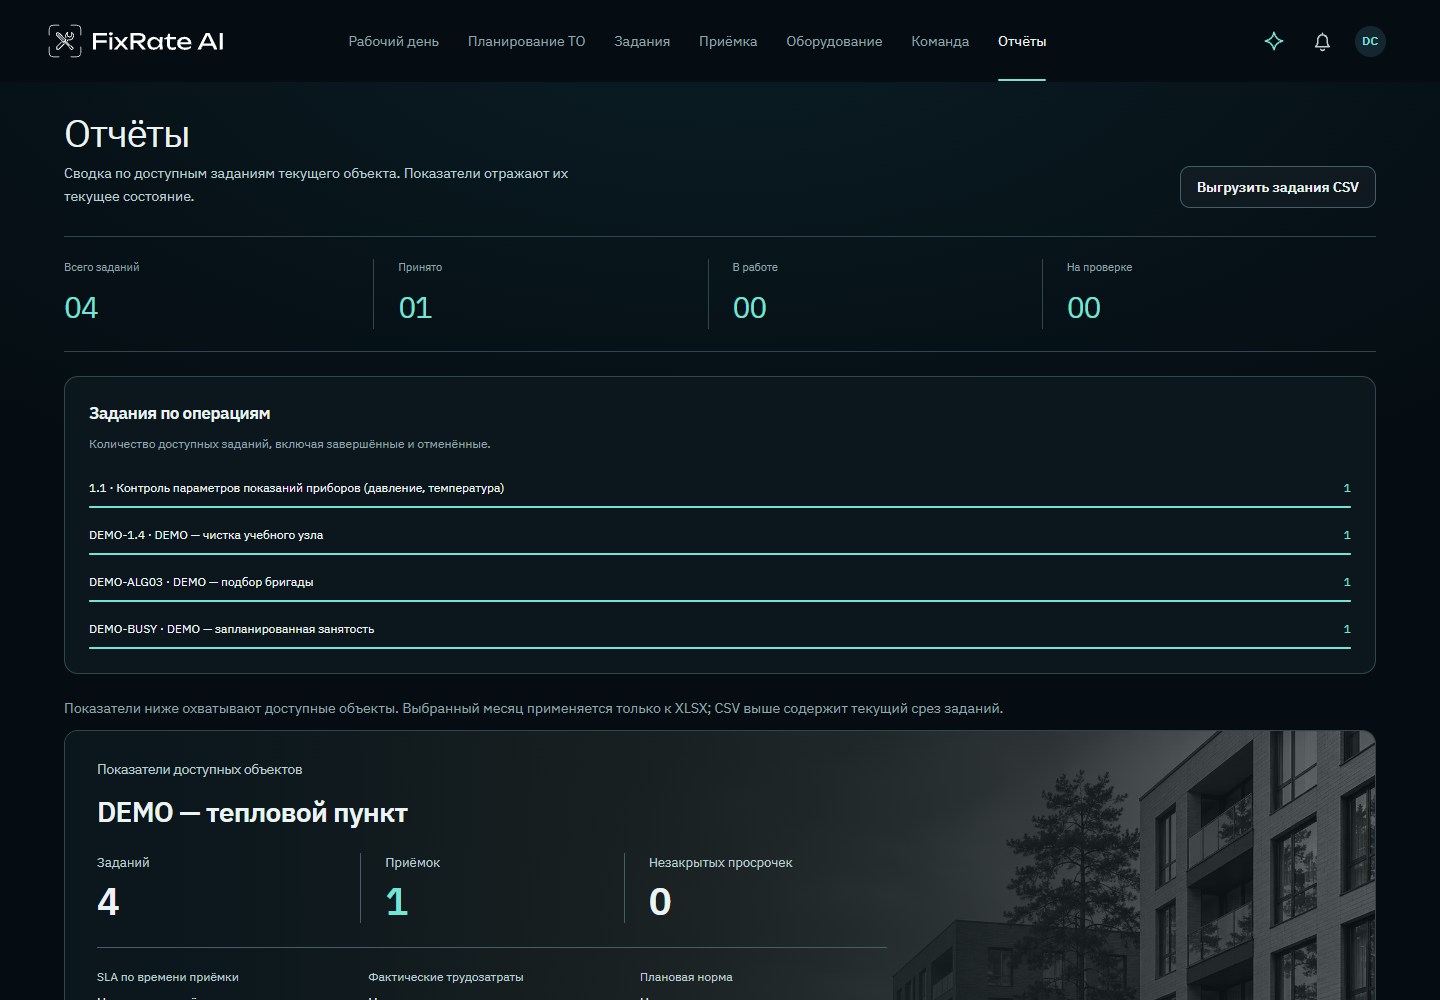 FixRate AI
Рабочий день
Планирование ТО
Задания
Приёмка
Оборудование
Команда
Отчёты
DC
Отчёты
Сводка по доступным заданиям текущего объекта. Показатели отражают их
текущее состояние.
Выгрузить задания CSV
Всего заданий
04
Принято
01
В работе
00
На проверке
00
Задания по операциям
Количество доступных заданий, включая завершённые и отменённые.
1.1 · Контроль параметров показаний приборов (давление, температура)
1
DEMO-1.4 · DEMO — чистка учебного узла
1
DEMO-ALG03 · DEMO — подбор бригады
1
DEMO-BUSY · DEMO — запланированная занятость
1
Показатели ниже охватывают доступные объекты. Выбранный месяц применяется только к XLSX; CSV выше содержит текущий срез заданий.
Показатели доступных объектов
DEMO — тепловой пункт
Заданий
4
Приёмок
1
Незакрытых просрочек
0
SLA по времени приёмки
Фактические трудозатраты
Плановая норма